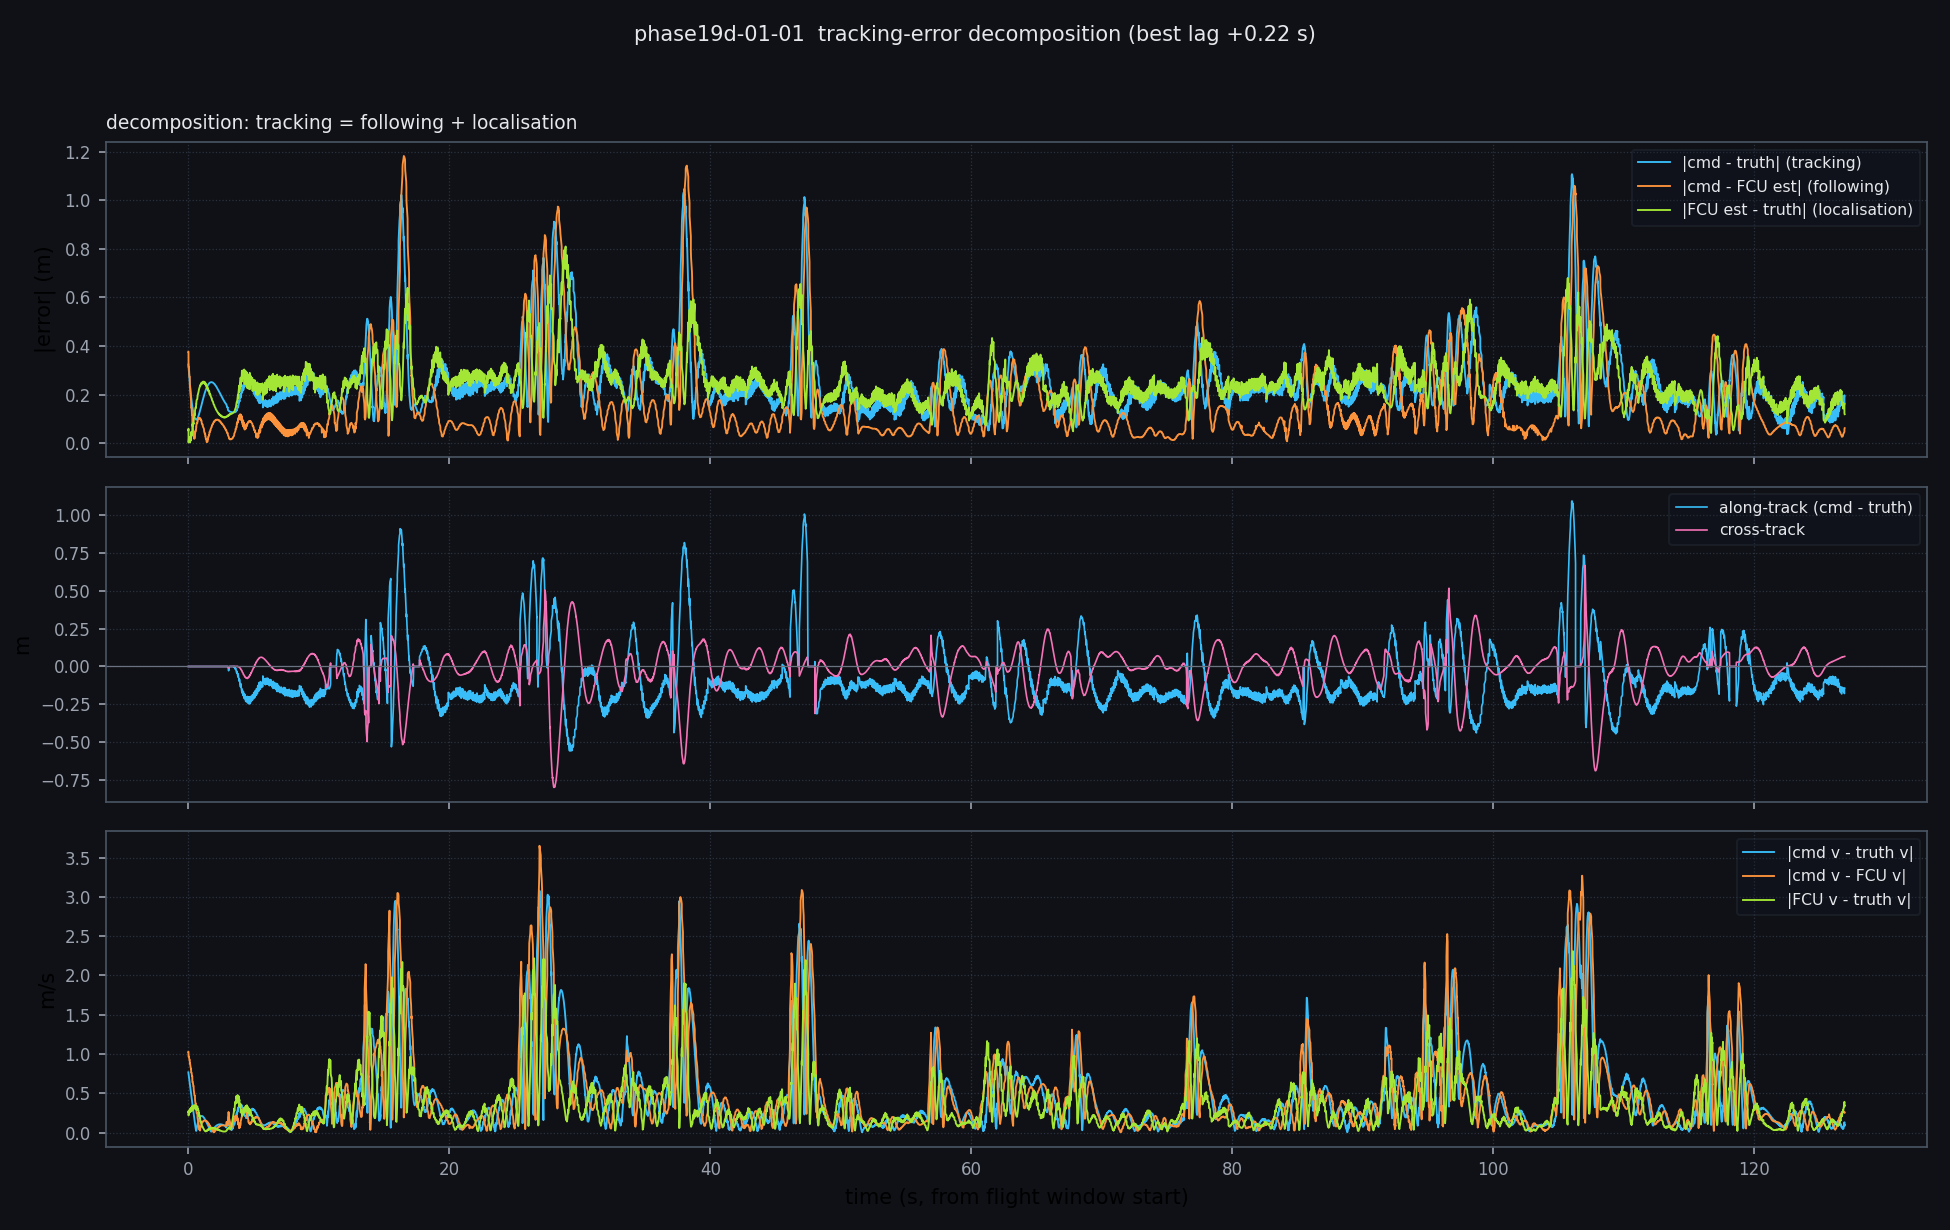 phase19d-01-01  tracking-error decomposition (best lag +0.22 s)
decomposition: tracking = following + localisation
|error| (m)
1.2
1.0
0.8
0.6
0.4
0.2
0.0
|cmd - truth| (tracking)
|cmd - FCU est| (following)
|FCU est - truth| (localisation)
m
1.00
0.75
0.50
0.25
0.00
−0.25
−0.50
−0.75
along-track (cmd - truth)
cross-track
m/s
3.5
3.0
2.5
2.0
1.5
1.0
0.5
0.0
|cmd v - truth v|
|cmd v - FCU v|
|FCU v - truth v|
0 20 40 60 80 100 120
time (s, from flight window start)